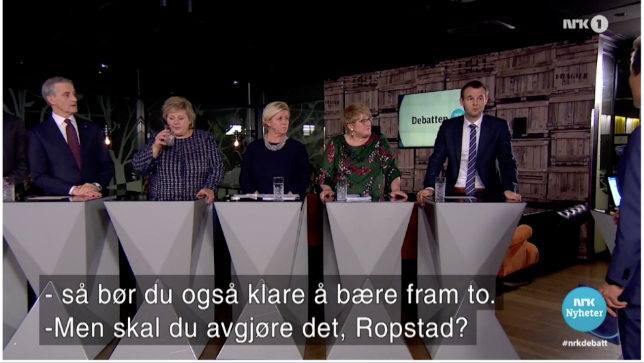 NRK 1
FRAGILE
Debatten
- så bør du også klare å bære fram to.
-Men skal du avgjøre det, Ropstad?
NRK
Nyheter
#nrkdebatt